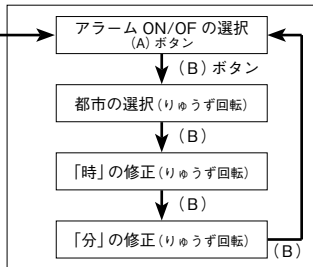 アラーム ON/OF の選択
(A) ボタン
(B) ボタン
都市の選択 (りゅうず回転)
(B)
「時」の修正 (りゅうず回転)
(B)
「分」の修正 (りゅうず回転)
(B)